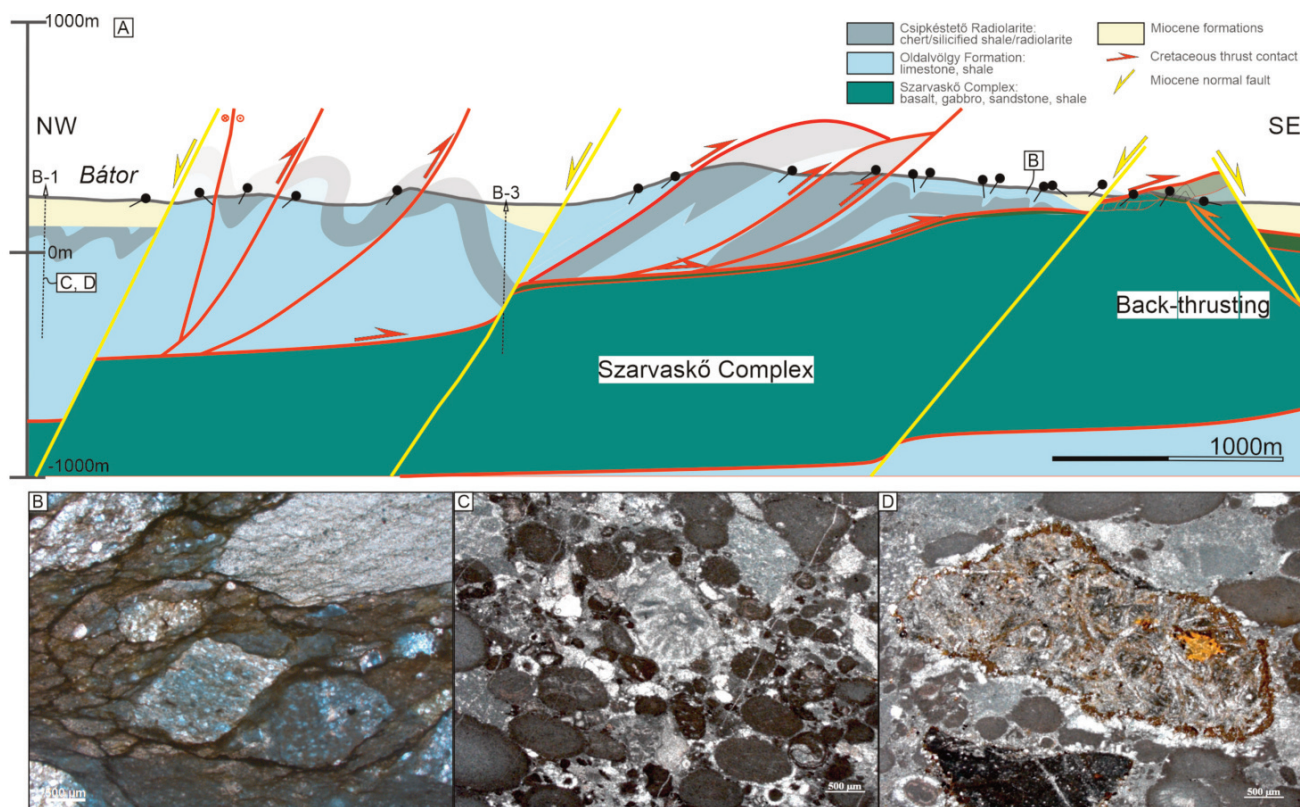 1000m
A
Csipkéstető Radiolarite:
chert/silicified shale/radiolarite
Oldalvölgy Formation:
limestone, shale
Szarvaskő Complex:
basalt, gabbro, sandstone, shale
Miocene formations
Cretaceous thrust contact
Miocene normal fault
NW
SE
B-1
Bátor
B-3
B
0m
C, D
Back-thrusting
Szarvaskő Complex
-1000m
1000m
B
500 µm
C
500 µm
D
500 µm